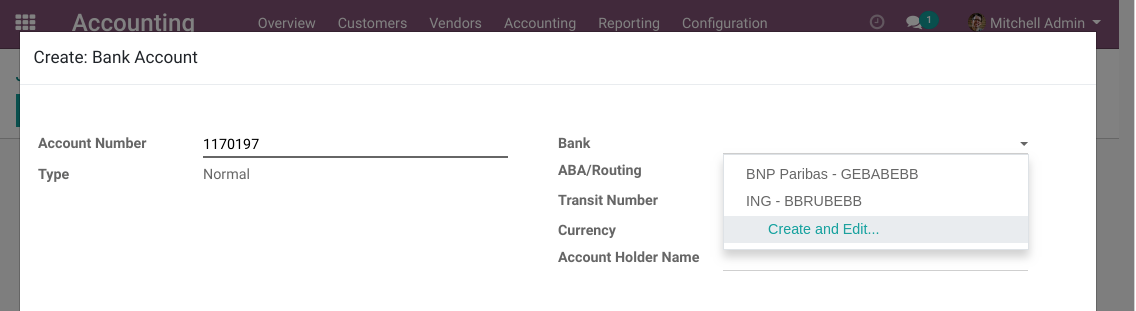 Accounting Overview Customers Vendors Accounting Reporting Configuration 1 Mitchell Admin
Create: Bank Account
Account Number 1170197
Type Normal
Bank
ABA/Routing
Transit Number
Currency
Account Holder Name
BNP Paribas - GEBABEBB
ING - BBRUBEBB
Create and Edit...